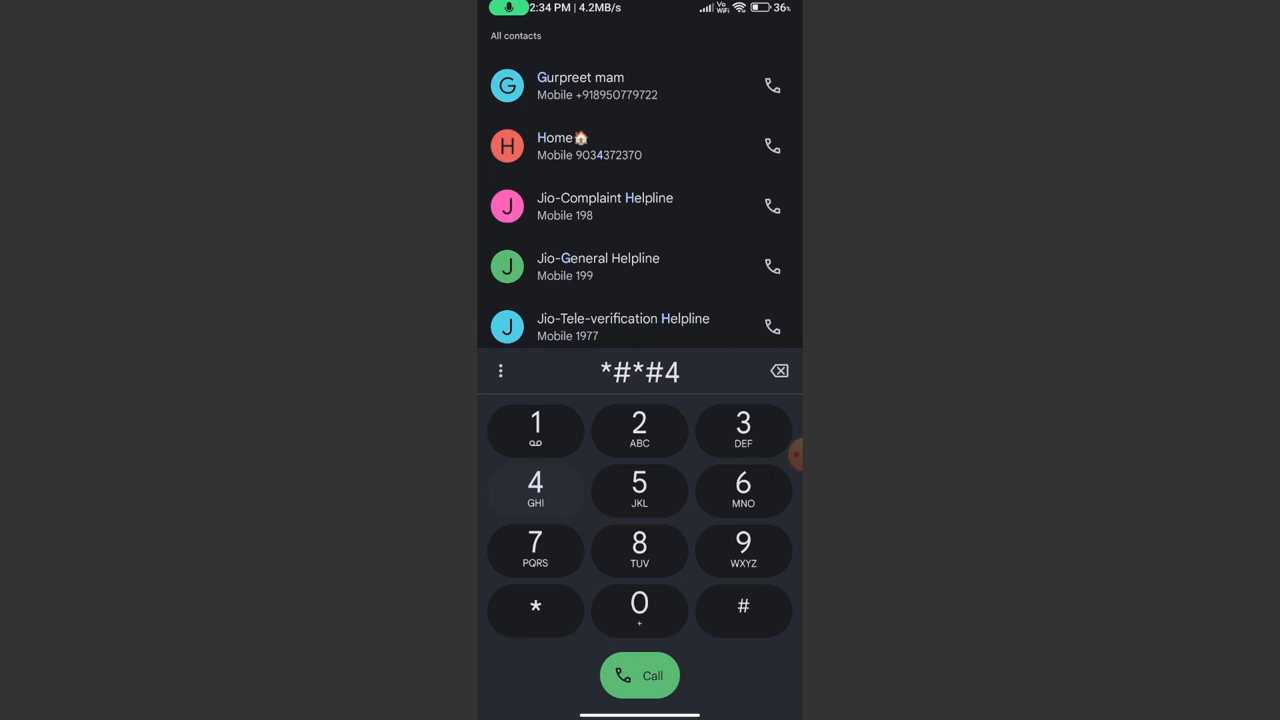 2:34 PM | 4.2MB/s Vo WiFi 36%
All contacts
G Gurpreet mam
Mobile +918950779722
H Home🏠
Mobile 9034372370
J Jio-Complaint Helpline
Mobile 198
J Jio-General Helpline
Mobile 199
J Jio-Tele-verification Helpline
Mobile 1977
*#*#4
1 2 3
ABC DEF
4 5 6
GHI JKL MNO
7 8 9
PQRS TUV WXYZ
* 0 #
+
Call